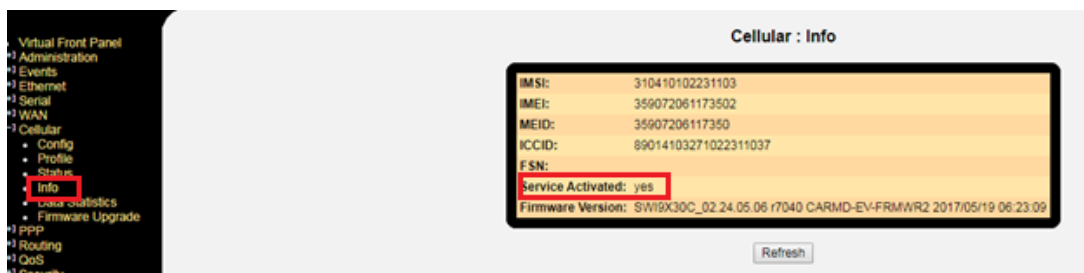 Virtual Front Panel
Administration
Events
Ethernet
Serial
WAN
Cellular
Config
Profile
Status
Info
Data Statistics
Firmware Upgrade
PPP
Routing
QoS
Security
Cellular : Info
IMSI: 310410102231103
IMEI: 359072061173502
MEID: 35907206117350
ICCID: 89014103271022311037
FSN:
Service Activated: yes
Firmware Version: SWI9X30C_02.24.05.06 r7040 CARMD-EV-FRMWR2 2017/05/19 06:23:09
Refresh